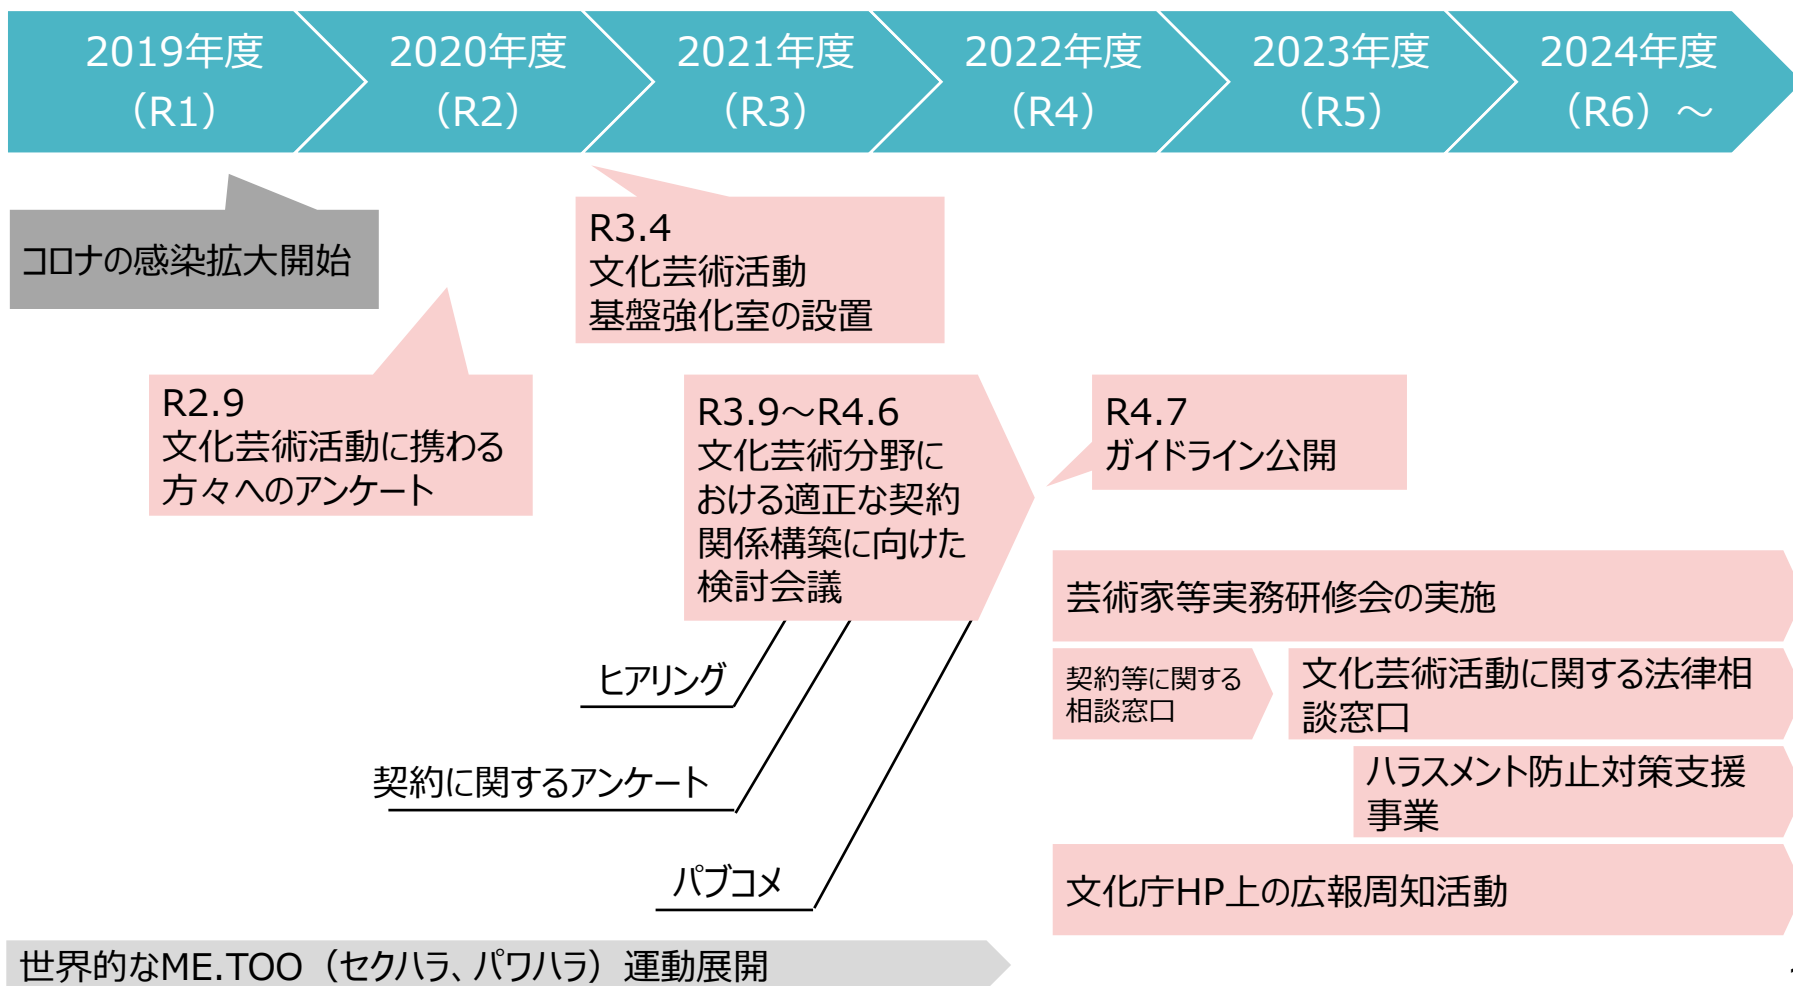 2019年度
（R1）
2020年度
（R2）
2021年度
（R3）
2022年度
（R4）
2023年度
（R5）
2024年度
（R6）～
コロナの感染拡大開始
R3.4
文化芸術活動
基盤強化室の設置
R2.9
文化芸術活動に携わる
方々へのアンケート
R3.9～R4.6
文化芸術分野に
おける適正な契約
関係構築に向けた
検討会議
R4.7
ガイドライン公開
ヒアリング
契約に関するアンケート
パブコメ
芸術家等実務研修会の実施
契約等に関する
相談窓口
文化芸術活動に関する法律相
談窓口
ハラスメント防止対策支援
事業
文化庁HP上の広報周知活動
世界的なME.TOO（セクハラ、パワハラ）運動展開